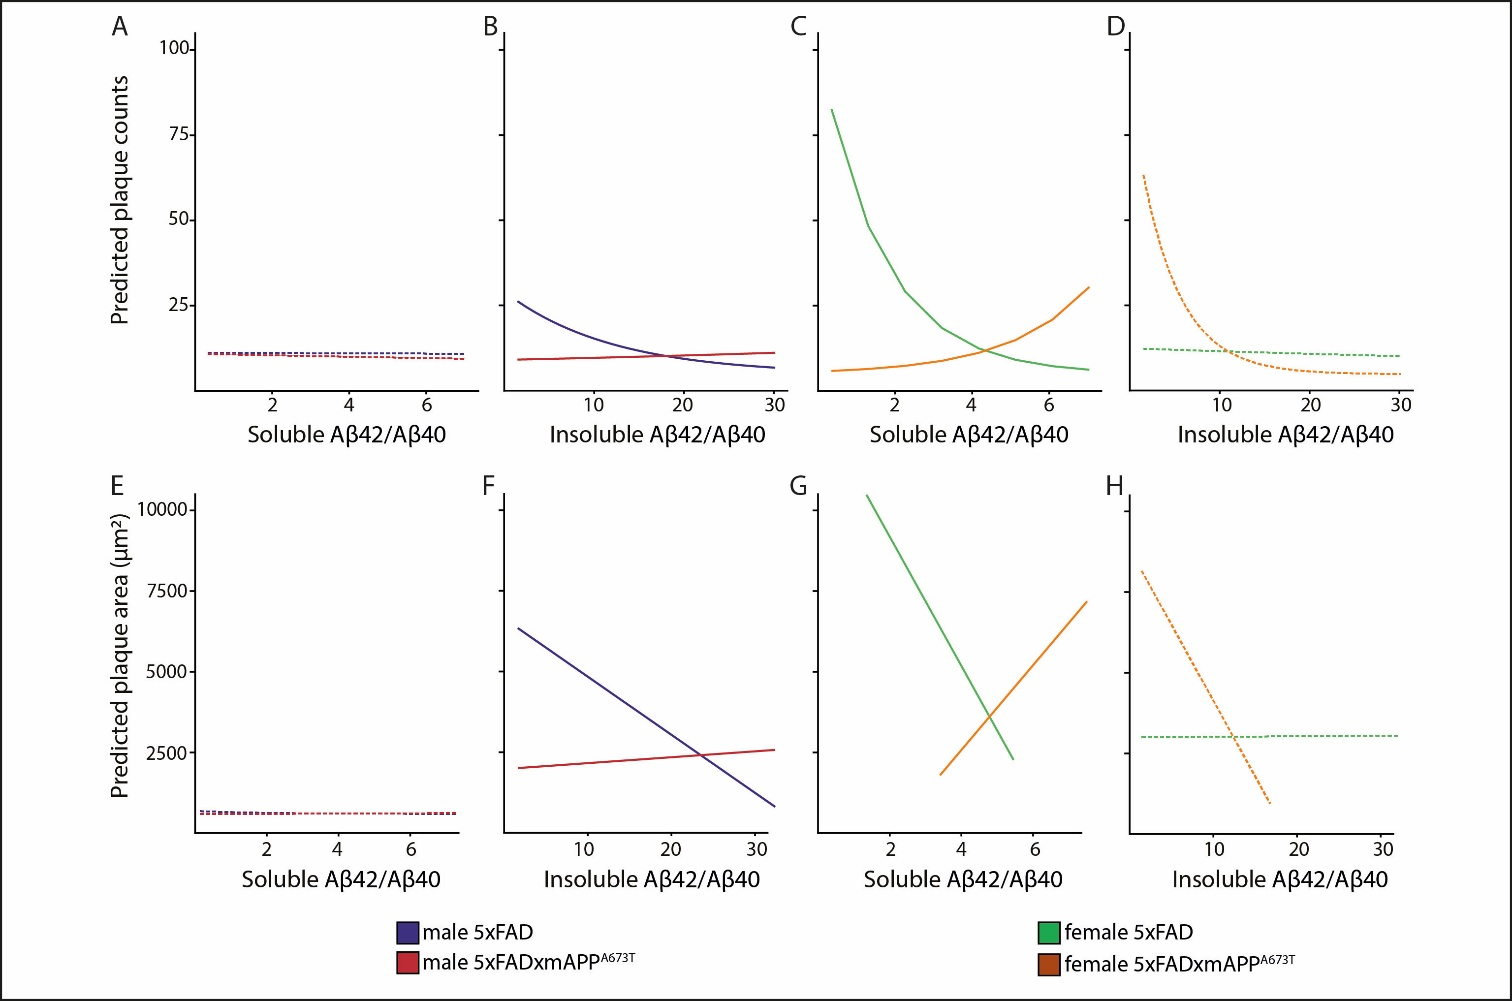 A
B
C
D
Predicted plaque counts
100
75
50
25
2 4 6
10 20 30
2 4 6
10 20 30
Soluble Aβ42/Aβ40
Insoluble Aβ42/Aβ40
Soluble Aβ42/Aβ40
Insoluble Aβ42/Aβ40
E
F
G
H
Predicted plaque area (µm²)
10000
7500
5000
2500
2 4 6
10 20 30
2 4 6
10 20 30
Soluble Aβ42/Aβ40
Insoluble Aβ42/Aβ40
Soluble Aβ42/Aβ40
Insoluble Aβ42/Aβ40
male 5xFAD
male 5xFADxmAPPA673T
female 5xFAD
female 5xFADxmAPPA673T